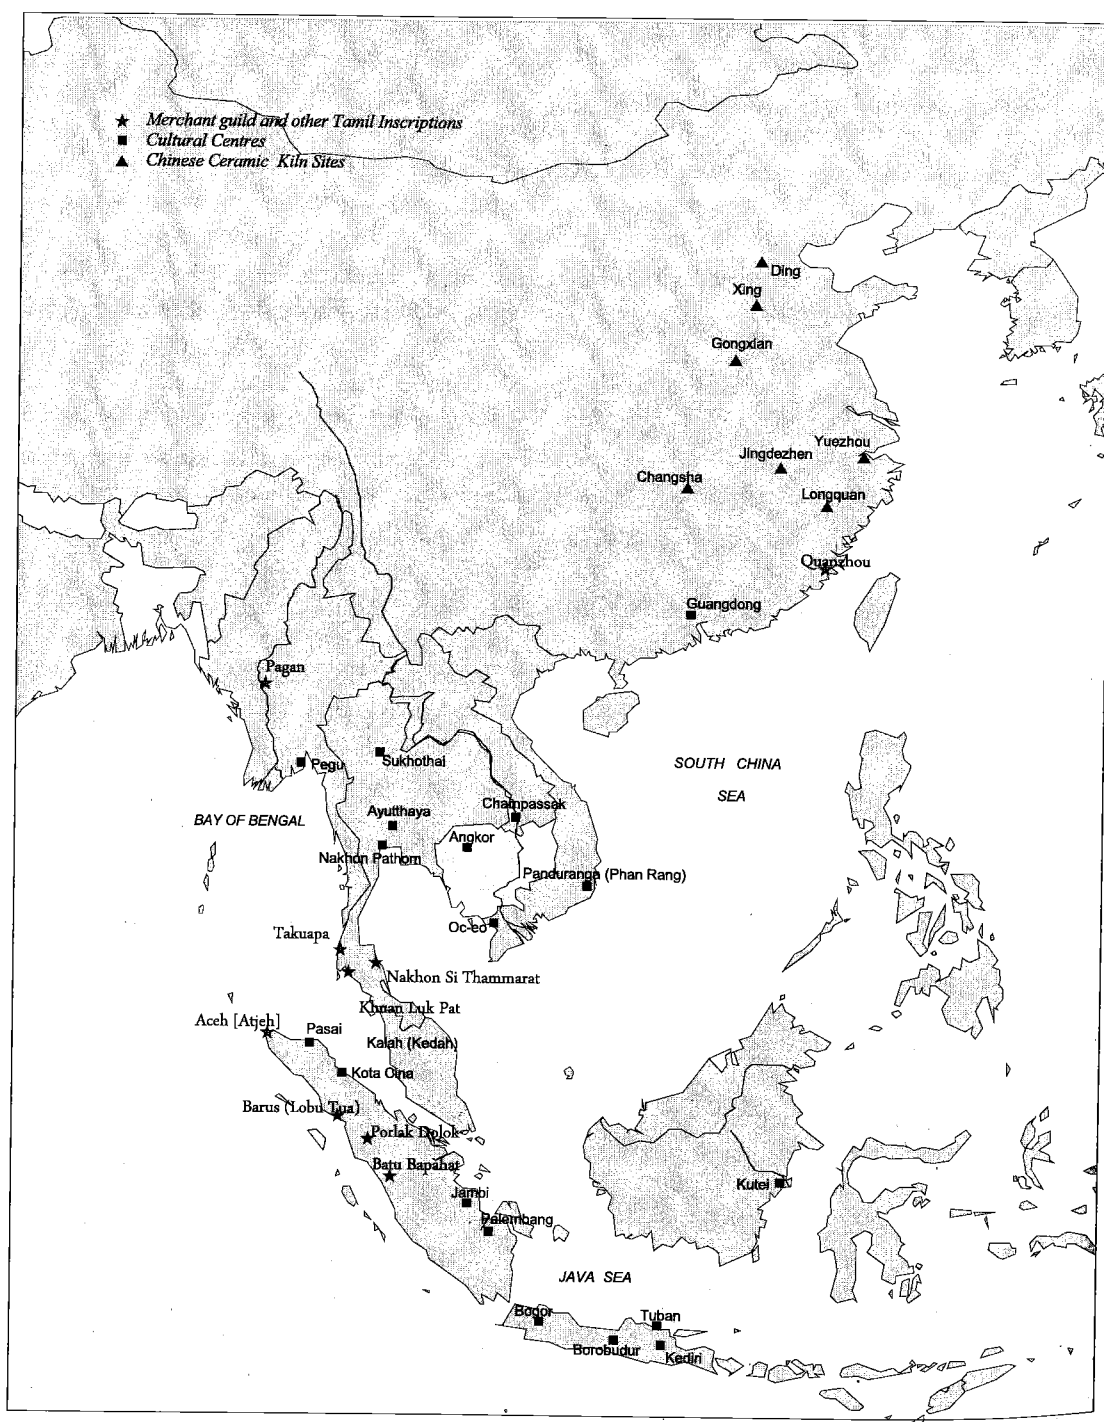 Merchant guild and other Tamil Inscriptions
Cultural Centres
Chinese Ceramic Kiln Sites
Ding
Xing
Gongxian
Yuezhou
Jingdezhen
Changsha
Longquan
Quanzhou
Guangdong
Pagan
SOUTH CHINA
SEA
Sukhothai
Pegu
Champassak
Ayutthaya
BAY OF BENGAL
Angkor
Nakhon Pathom
Panduranga (Phan Rang)
Oc-eo
Takuapa
Nakhon Si Thammarat
Khuan Luk Pat
Aceh [Atjeh]
Pasai
Kalah (Kedah)
Kota Cina
Barus (Lobu Tua)
Porlak Dolok
Batu Bapahat
Kutei
Jambi
Palembang
JAVA SEA
Bogor
Tuban
Borobudur
Kediri